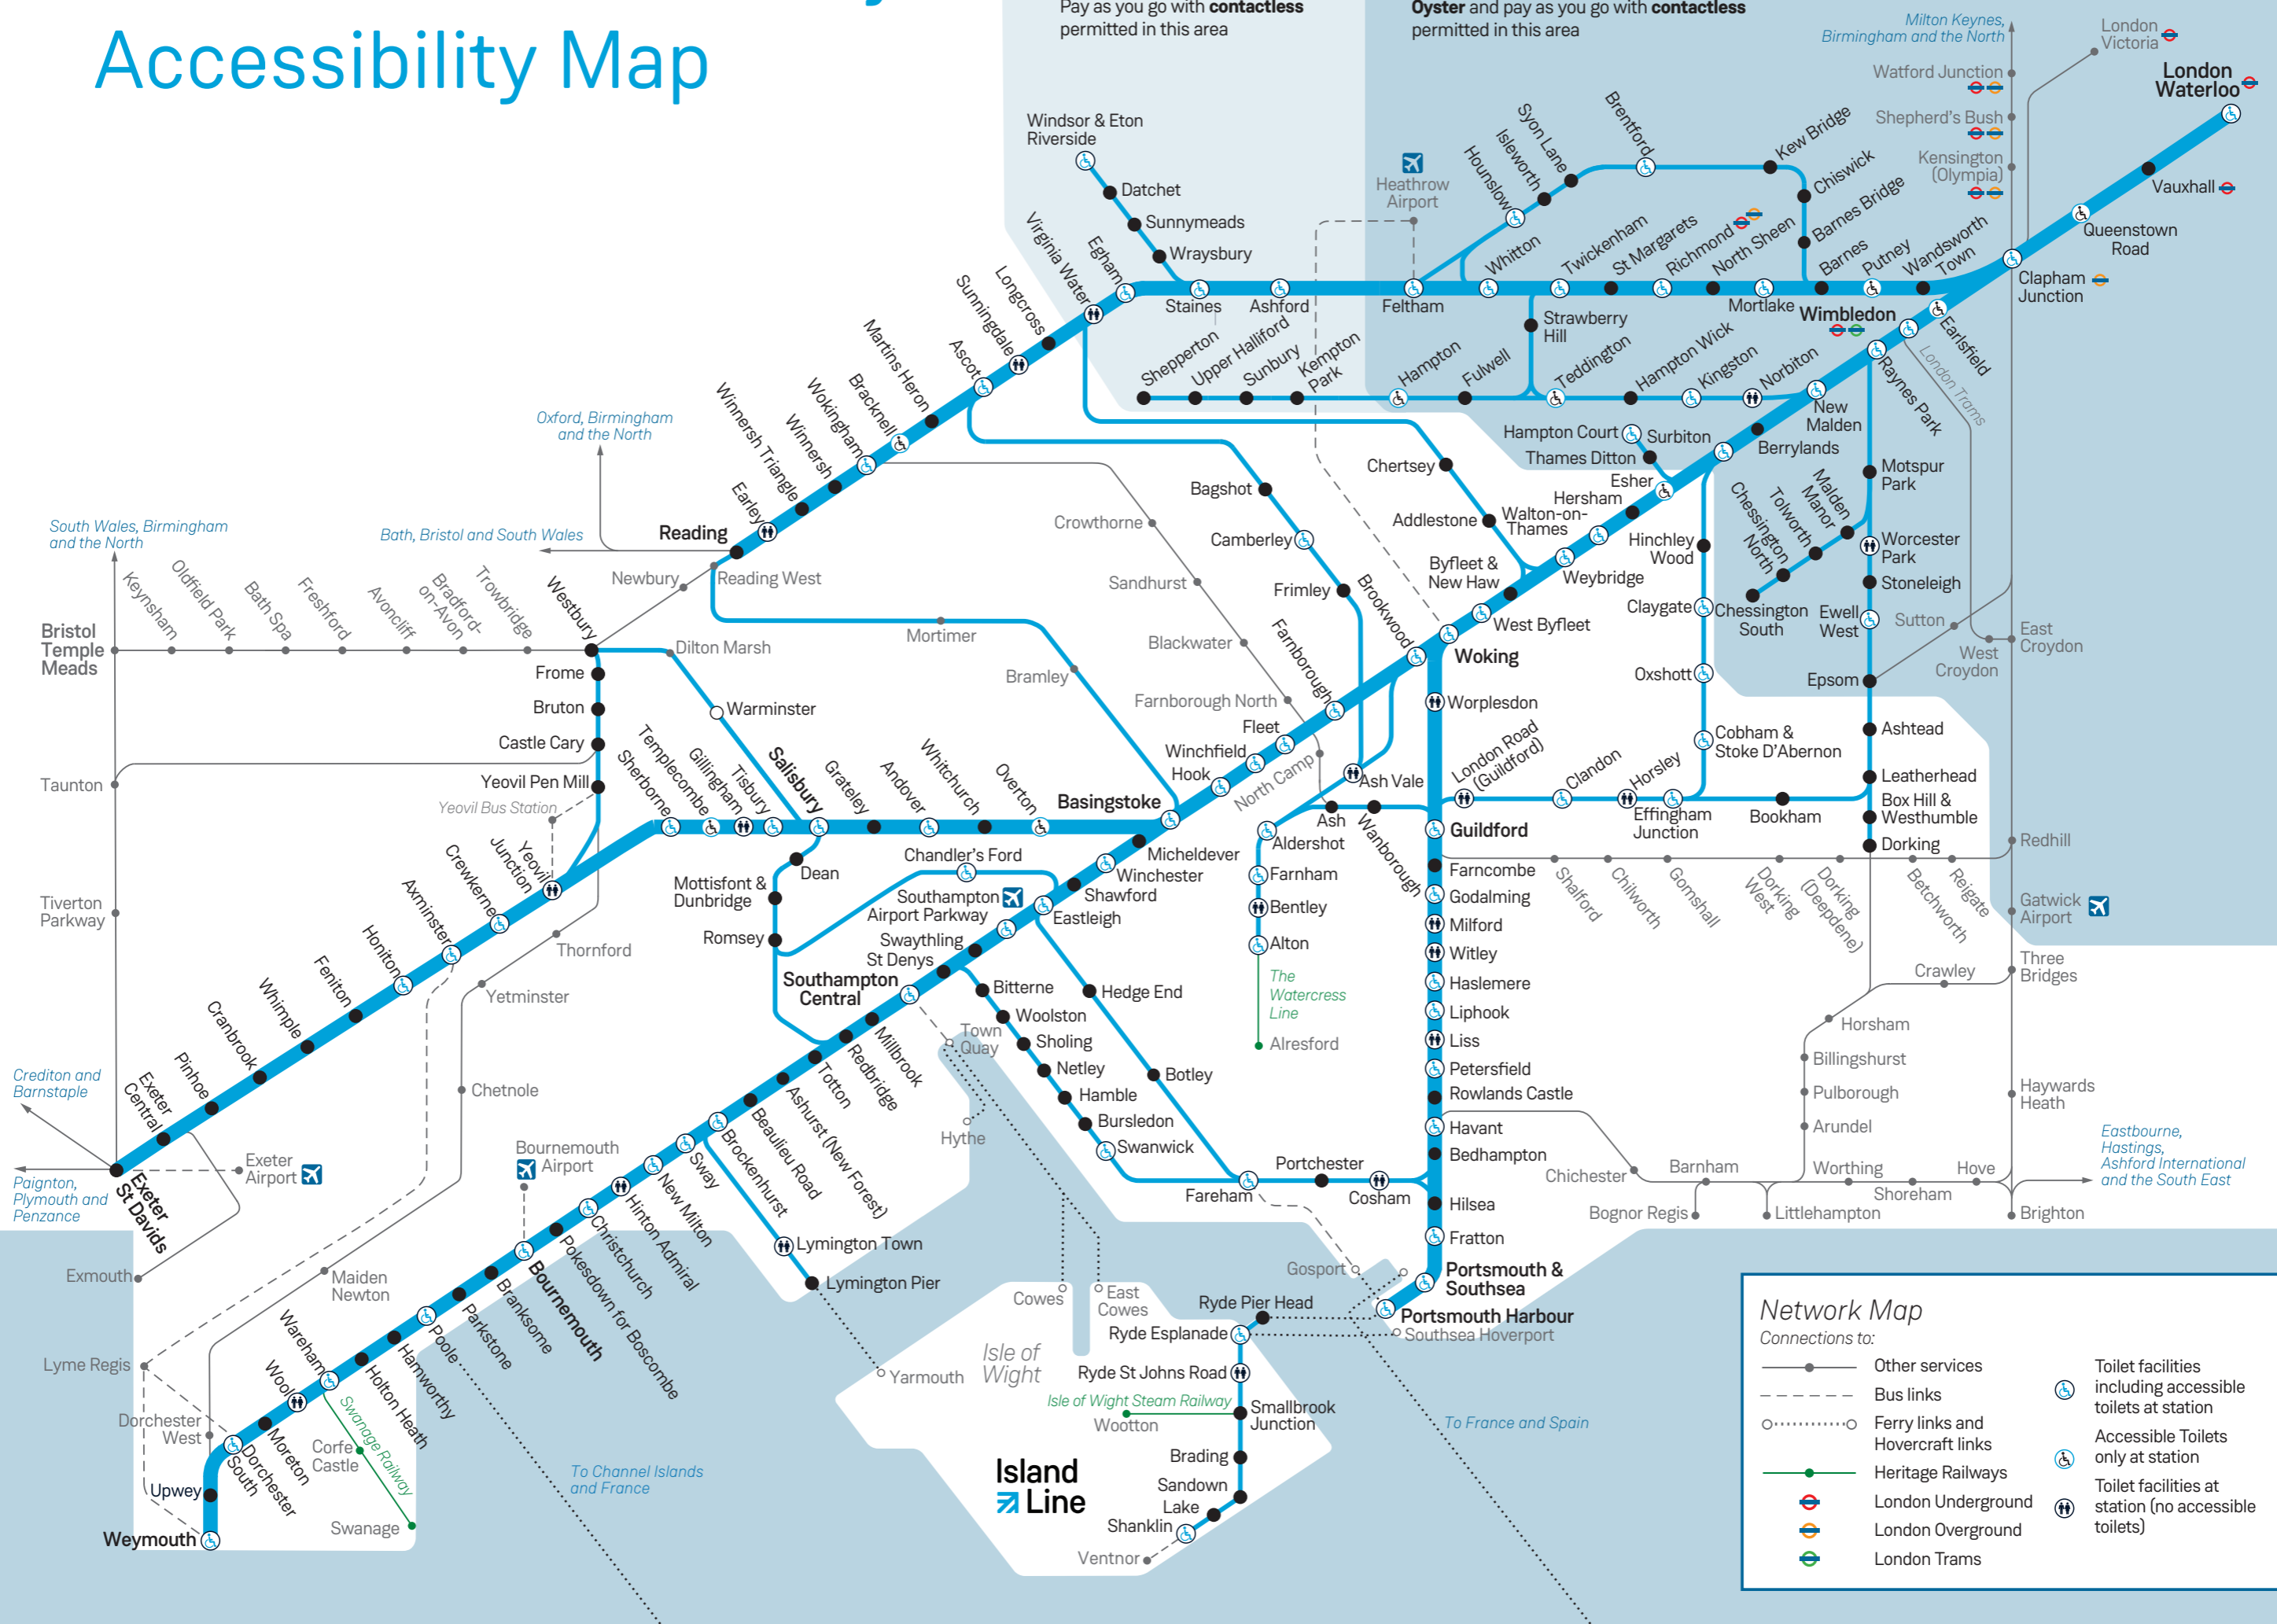 Accessibility Map
Pay as you go with contactless
permitted in this area
Oyster and pay as you go with contactless
permitted in this area
Milton Keynes,
Birmingham and the North
London
Victoria
Watford Junction
London
Waterloo
Shepherd's Bush
Kensington
(Olympia)
Vauxhall
Queenstown
Road
Clapham
Junction
Windsor & Eton
Riverside
Datchet
Sunnymeads
Wraysbury
Heathrow
Airport
Hounslow
Isleworth
Syon Lane
Brentford
Kew Bridge
Chiswick
Barnes Bridge
Virginia Water
Egham
Staines
Ashford
Feltham
Whitton
Twickenham
St Margarets
Richmond
North Sheen
Mortlake
Barnes
Putney
Wandsworth
Town
Wimbledon
Earlsfield
London Trams
Raynes Park
Strawberry
Hill
Shepperton
Upper Halliford
Sunbury
Kempton
Park
Hampton
Fulwell
Teddington
Hampton Wick
Kingston
Norbiton
New
Malden
Berrylands
Longcross
Sunningdale
Ascot
Martins Heron
Bracknell
Wokingham
Winnersh
Winnersh Triangle
Earley
Reading
Oxford, Birmingham
and the North
Bath, Bristol and South Wales
South Wales, Birmingham
and the North
Hampton Court
Surbiton
Thames Ditton
Esher
Hersham
Walton-on-
Thames
Chertsey
Addlestone
Byfleet &
New Haw
Weybridge
West Byfleet
Woking
Brookwood
Hinchley
Wood
Claygate
Oxshott
Cobham &
Stoke D'Abernon
Motspur
Park
Malden
Manor
Tolworth
Chessington
North
Chessington
South
Worcester
Park
Stoneleigh
Ewell
West
Epsom
Sutton
West
Croydon
East
Croydon
Ashtead
Leatherhead
Box Hill &
Westhumble
Dorking
Bookham
Effingham
Junction
Horsley
Clandon
London Road
(Guildford)
Bagshot
Camberley
Frimley
Crowthorne
Sandhurst
Blackwater
Farnborough North
North Camp
Newbury
Reading West
Mortimer
Bramley
Keynsham
Oldfield Park
Bath Spa
Freshford
Avoncliff
Bradford-
on-Avon
Trowbridge
Westbury
Dilton Marsh
Bristol
Temple
Meads
Frome
Bruton
Castle Cary
Yeovil Pen Mill
Yeovil Bus Station
Warminster
Taunton
Tiverton
Parkway
Sherborne
Templecombe
Gillingham
Tisbury
Salisbury
Grateley
Andover
Whitchurch
Overton
Basingstoke
Hook
Winchfield
Fleet
Farnborough
Ash Vale
Ash
Wanborough
Aldershot
Farnham
Bentley
Alton
The
Watercress
Line
Alresford
Worplesdon
Guildford
Farncombe
Godalming
Milford
Witley
Haslemere
Liphook
Liss
Petersfield
Rowlands Castle
Havant
Bedhampton
Hilsea
Fratton
Portsmouth &
Southsea
Portsmouth Harbour
Southsea Hoverport
Shalford
Chilworth
Gomshall
Dorking
West
Dorking
(Deepdene)
Betchworth
Reigate
Redhill
Gatwick
Airport
Three
Bridges
Crawley
Horsham
Billingshurst
Pulborough
Arundel
Haywards
Heath
Chichester
Barnham
Worthing
Shoreham
Hove
Bognor Regis
Littlehampton
Brighton
Eastbourne,
Hastings,
Ashford International
and the South East
Yeovil
Junction
Crewkerne
Axminster
Honiton
Feniton
Whimple
Cranbrook
Pinhoe
Exeter
Central
Exeter
St Davids
Crediton and
Barnstaple
Paignton,
Plymouth and
Penzance
Exeter
Airport
Exmouth
Thornford
Yetminster
Chetnole
Maiden
Newton
Lyme Regis
Dorchester
West
Micheldever
Winchester
Shawford
Eastleigh
Chandler's Ford
Dean
Mottisfont &
Dunbridge
Romsey
Southampton
Airport Parkway
Swaythling
St Denys
Southampton
Central
Millbrook
Redbridge
Totton
Ashurst (New Forest)
Beaulieu Road
Brockenhurst
Sway
New Milton
Hinton Admiral
Christchurch
Pokesdown for Boscombe
Bournemouth
Bournemouth
Airport
Branksome
Parkstone
Poole
Hamworthy
Holton Heath
Wareham
Wool
Moreton
Dorchester
South
Upwey
Weymouth
Swanage Railway
Corfe
Castle
Swanage
Lymington Town
Lymington Pier
Yarmouth
Town
Quay
Hythe
Bitterne
Woolston
Sholing
Netley
Hamble
Bursledon
Swanwick
Hedge End
Botley
Fareham
Portchester
Cosham
Gosport
Cowes
East
Cowes
Isle of
Wight
Ryde Pier Head
Ryde Esplanade
Ryde St Johns Road
Isle of Wight Steam Railway
Wootton
Smallbrook
Junction
Brading
Sandown
Lake
Shanklin
Ventnor
Island
Line
To Channel Islands
and France
To France and Spain
Network Map
Connections to:
Other services
Bus links
Ferry links and
Hovercraft links
Heritage Railways
London Underground
London Overground
London Trams
Toilet facilities
including accessible
toilets at station
Accessible Toilets
only at station
Toilet facilities at
station (no accessible
toilets)